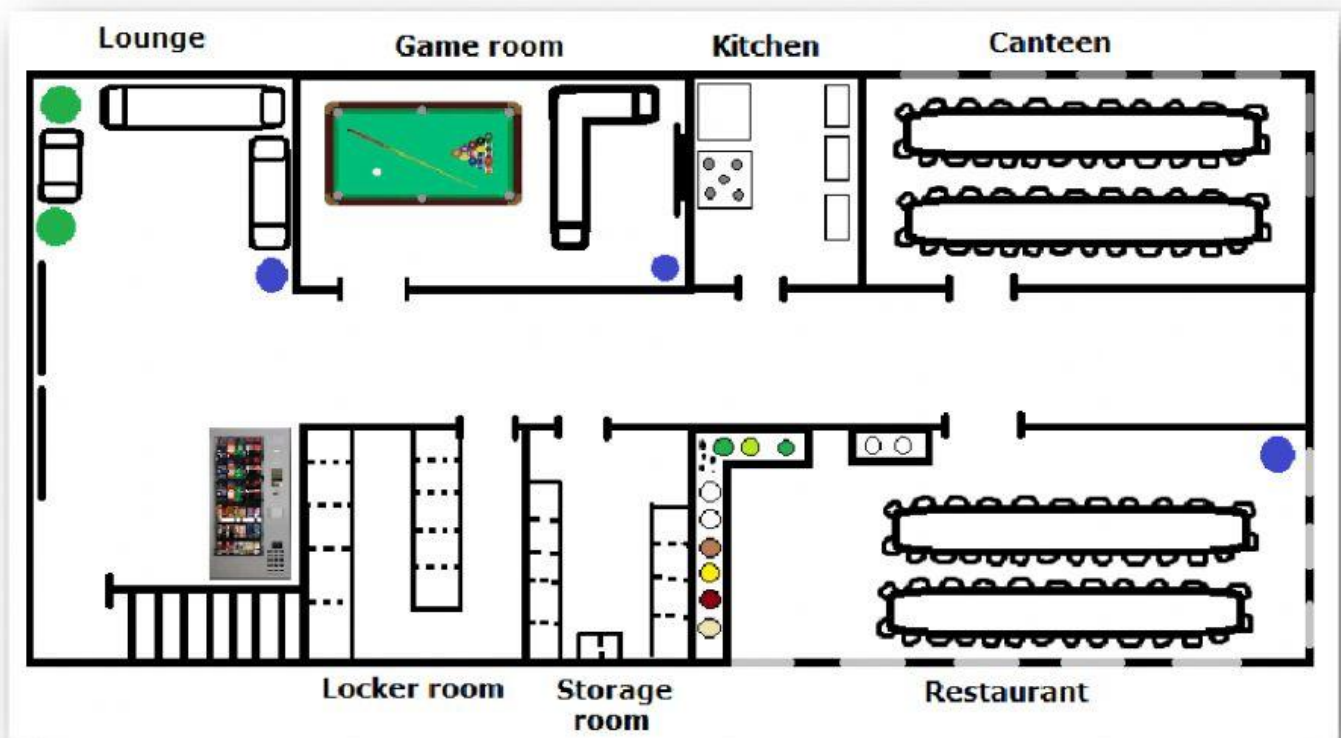 Lounge
Game room
Kitchen
Canteen
Locker room
Storage
room
Restaurant